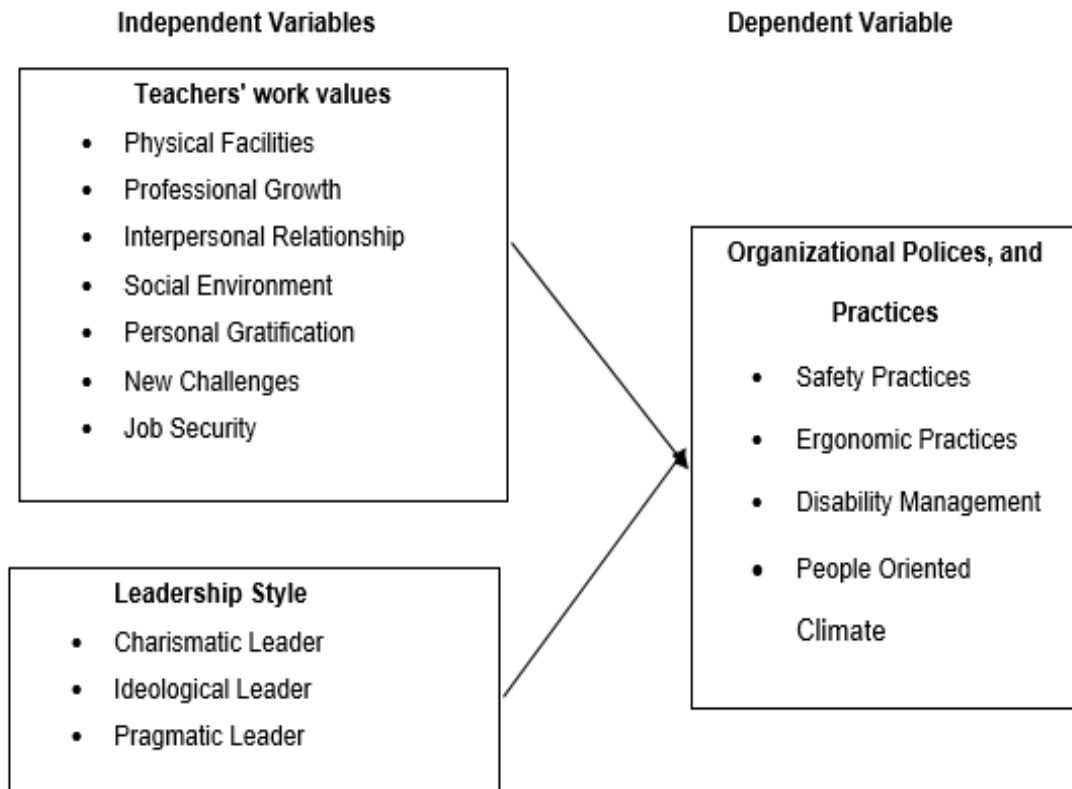 Independent Variables
Dependent Variable
Teachers' work values
• Physical Facilities
• Professional Growth
• Interpersonal Relationship
• Social Environment
• Personal Gratification
• New Challenges
• Job Security
Leadership Style
• Charismatic Leader
• Ideological Leader
• Pragmatic Leader
Organizational Polices, and
Practices
• Safety Practices
• Ergonomic Practices
• Disability Management
• People Oriented
Climate